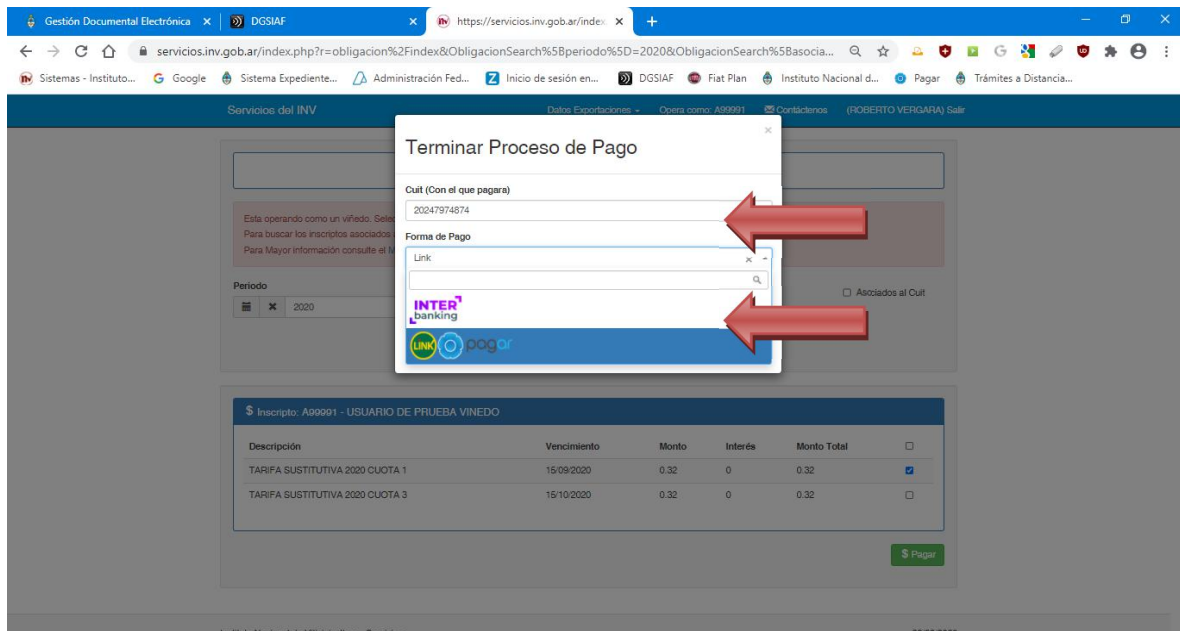 Gestión Documental Electrónica
DGSIAF
https://servicios.inv.gob.ar/index
servicios.inv.gob.ar/index.php?r=obligacion%2Findex&ObligacionSearch%5Bperiodo%5D=2020&ObligacionSearch%5Basocia...
Sistemas - Instituto... Google Sistema Expediente... Administración Fed... Inicio de sesión en... DGSIAF Fiat Plan Instituto Nacional d... Pagar Trámites a Distancia...
Servicios del INV Datos Exportaciones Opera como: A99991 Contáctenos (ROBERTO VERGARA) Salir
Terminar Proceso de Pago
Cuit (Con el que pagara)
20247974874
Esta operando como un viñedo. Selec
Para buscar los inscriptos asociados
Para Mayor información consulte el
Forma de Pago
Link
Periodo
2020
Asociados al Cuit
INTER
banking
LINK pagar
$ Inscripto: A99991 - USUARIO DE PRUEBA VINEDO
Descripción Vencimiento Monto Interés Monto Total
TARIFA SUSTITUTIVA 2020 CUOTA 1 15/09/2020 0.32 0 0.32
TARIFA SUSTITUTIVA 2020 CUOTA 3 15/10/2020 0.32 0 0.32
$ Pagar